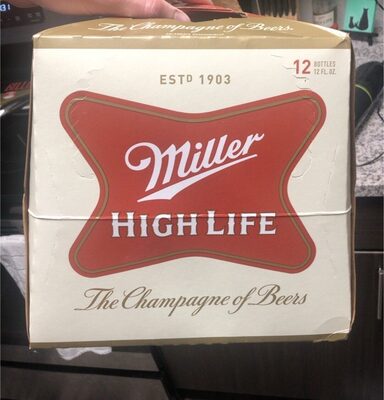 The Champagne of Beers.
ESTD 1903
12 BOTTLES
12 FL. OZ.
Miller
HIGH LIFE
The Champagne of Beers